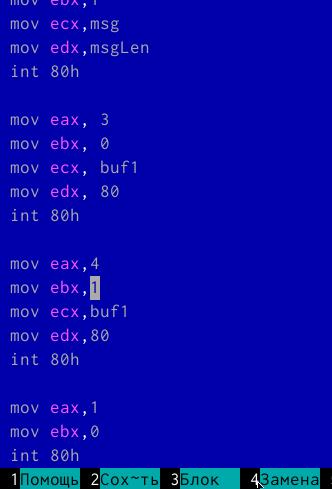 mov ebx,1
mov ecx,msg
mov edx,msgLen
int 80h
mov eax, 3
mov ebx, 0
mov ecx, buf1
mov edx, 80
int 80h
mov eax,4
mov ebx,1
mov ecx,buf1
mov edx,80
int 80h
mov eax,1
mov ebx,0
int 80h
1Помощь 2Сох~ть 3Блок 4Замена